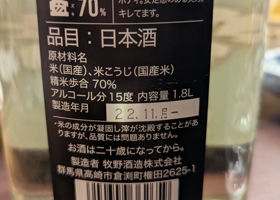 ×70%
キレてます。
品目：日本酒
原材料名
米(国産)、米こうじ(国産米)
精米歩合 70%
アルコール分 15度 内容量 1.8L
製造年月 22.11.月
・米の成分が凝固し滓が沈殿することがあり
ますが、品質には問題ありません。
お酒は二十歳になってから。
製造者 牧野酒造株式会社
群馬県高崎市倉渕町権田2625-1